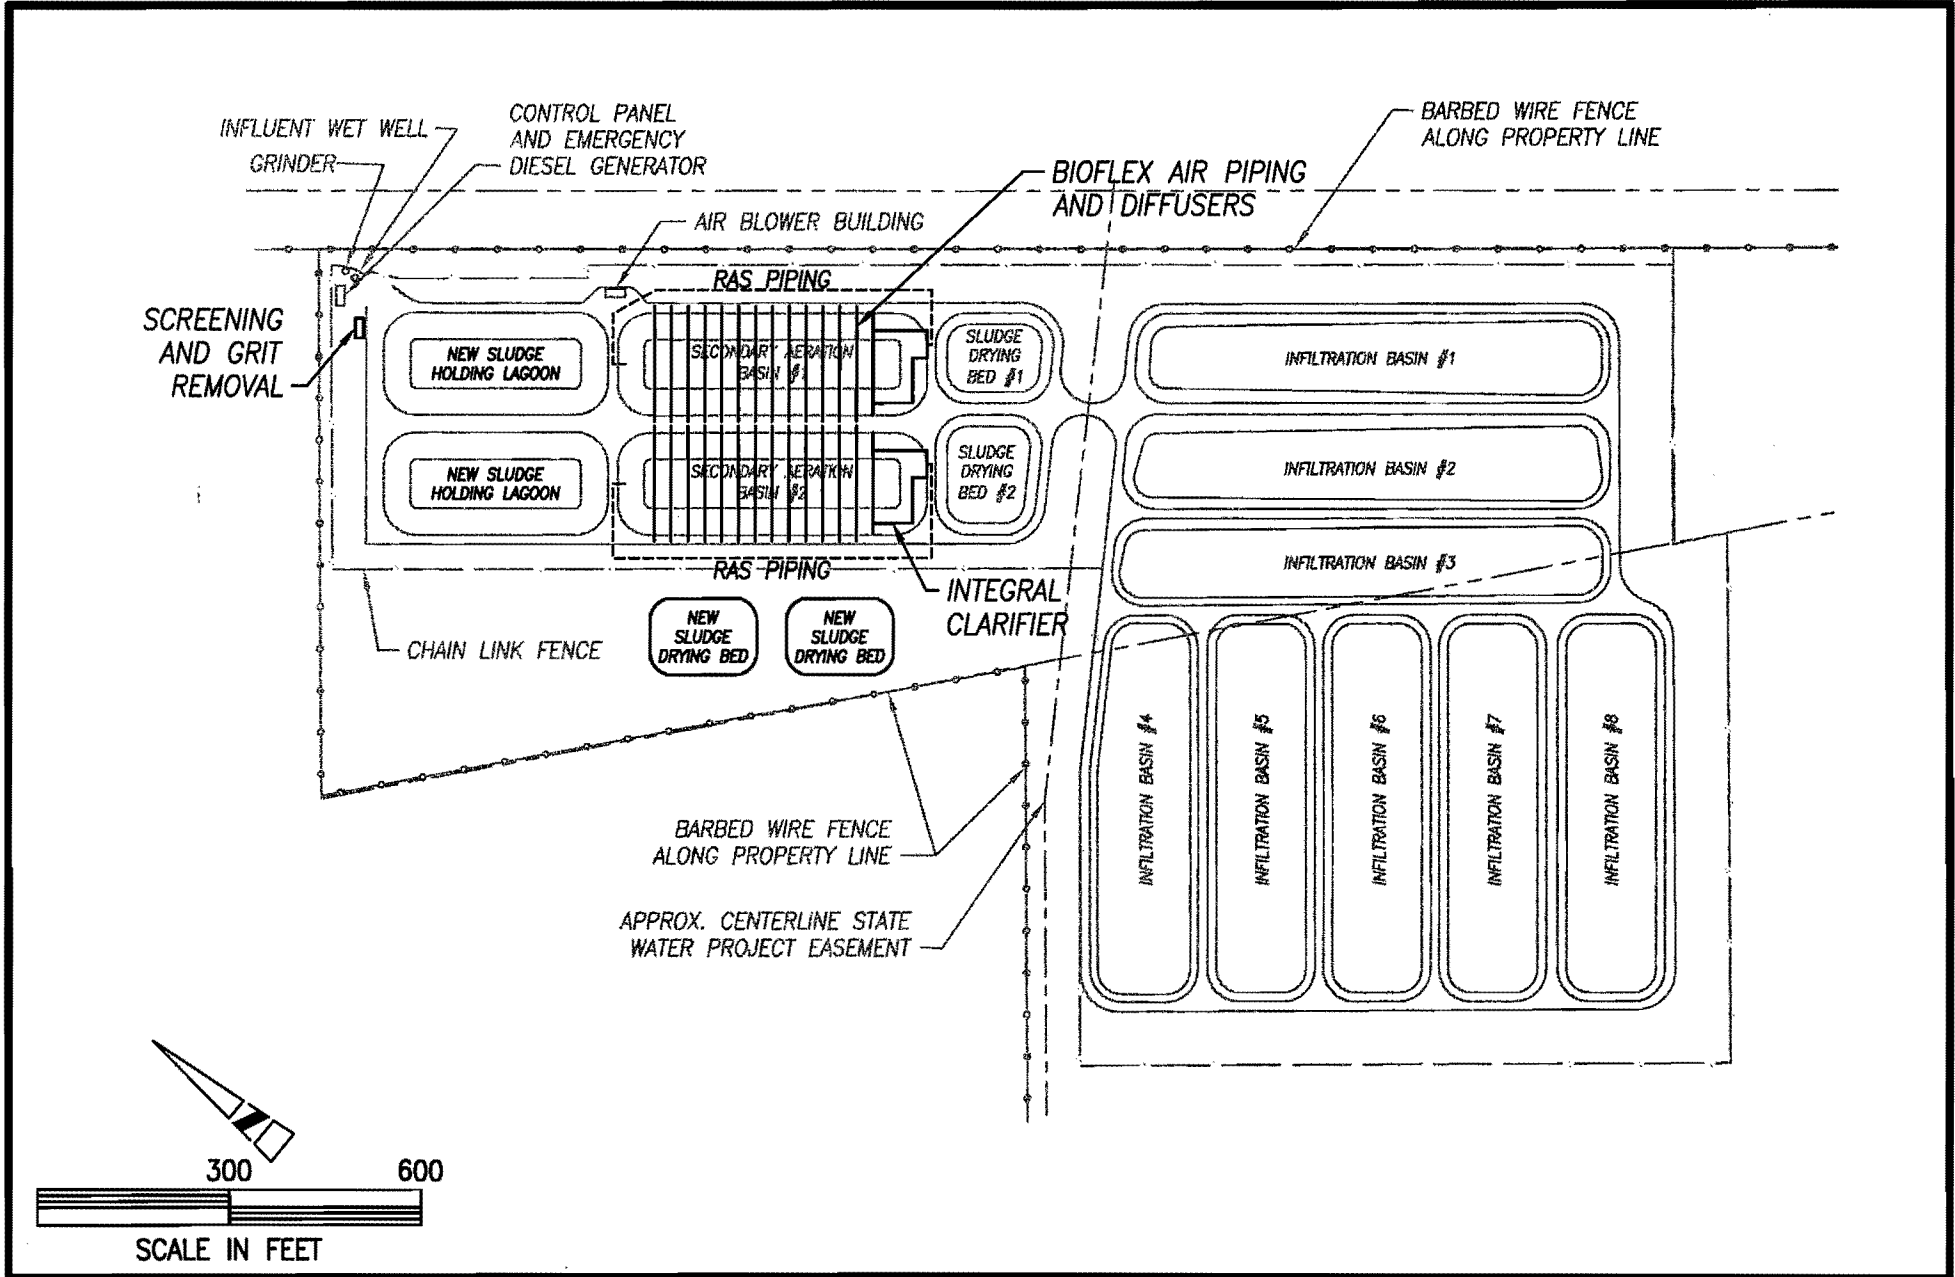 INFLUENT WET WELL
GRINDER
CONTROL PANEL
AND EMERGENCY
DIESEL GENERATOR
BARBED WIRE FENCE
ALONG PROPERTY LINE
BIOFLEX AIR PIPING
AND DIFFUSERS
AIR BLOWER BUILDING
RAS PIPING
SCREENING
AND GRIT
REMOVAL
NEW SLUDGE
HOLDING LAGOON
SECONDARY AERATION
BASIN #1
SLUDGE
DRYING
BED #1
INFILTRATION BASIN #1
NEW SLUDGE
HOLDING LAGOON
SECONDARY AERATION
BASIN #2
SLUDGE
DRYING
BED #2
INFILTRATION BASIN #2
INFILTRATION BASIN #3
RAS PIPING
INTEGRAL
CLARIFIER
NEW
SLUDGE
DRYING BED
NEW
SLUDGE
DRYING BED
CHAIN LINK FENCE
INFILTRATION BASIN #4
INFILTRATION BASIN #5
INFILTRATION BASIN #6
INFILTRATION BASIN #7
INFILTRATION BASIN #8
BARBED WIRE FENCE
ALONG PROPERTY LINE
APPROX. CENTERLINE STATE
WATER PROJECT EASEMENT
300 600
SCALE IN FEET